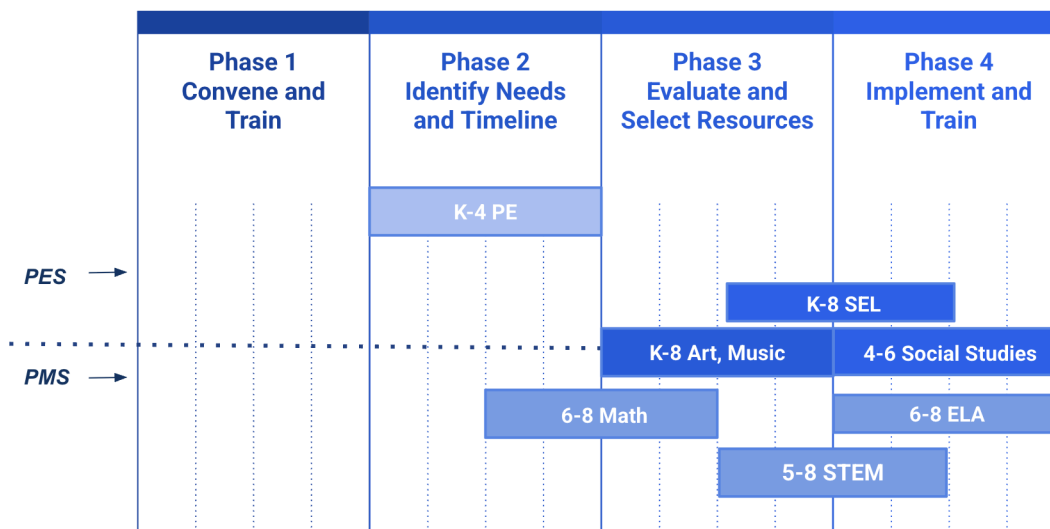 Phase 1
Convene and
Train
Phase 2
Identify Needs
and Timeline
Phase 3
Evaluate and
Select Resources
Phase 4
Implement and
Train
K-4 PE
PES
K-8 SEL
K-8 Art, Music
4-6 Social Studies
PMS
6-8 Math
6-8 ELA
5-8 STEM